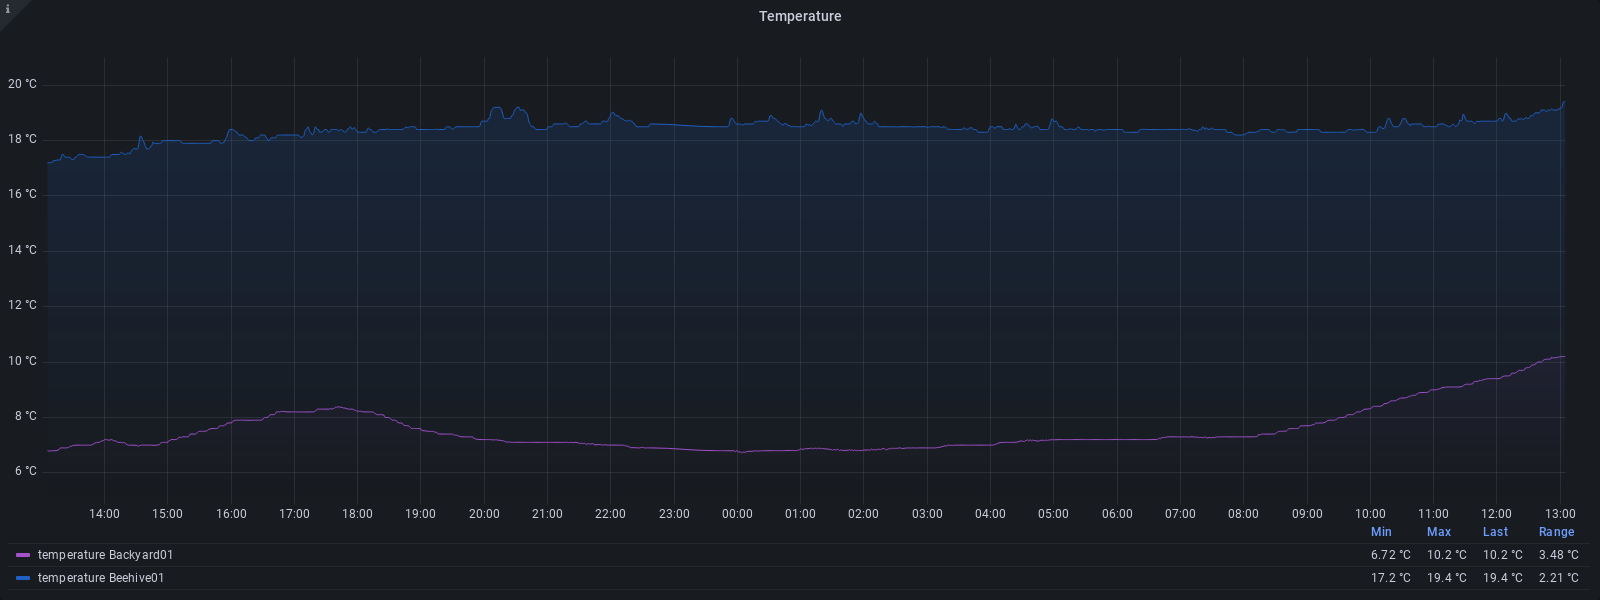 i
Temperature
20 °C
18 °C
16 °C
14 °C
12 °C
10 °C
8 °C
6 °C
14:00 15:00 16:00 17:00 18:00 19:00 20:00 21:00 22:00 23:00 00:00 01:00 02:00 03:00 04:00 05:00 06:00 07:00 08:00 09:00 10:00 11:00 12:00 13:00
Min Max Last Range
temperature Backyard01 6.72 °C 10.2 °C 10.2 °C 3.48 °C
temperature Beehive01 17.2 °C 19.4 °C 19.4 °C 2.21 °C